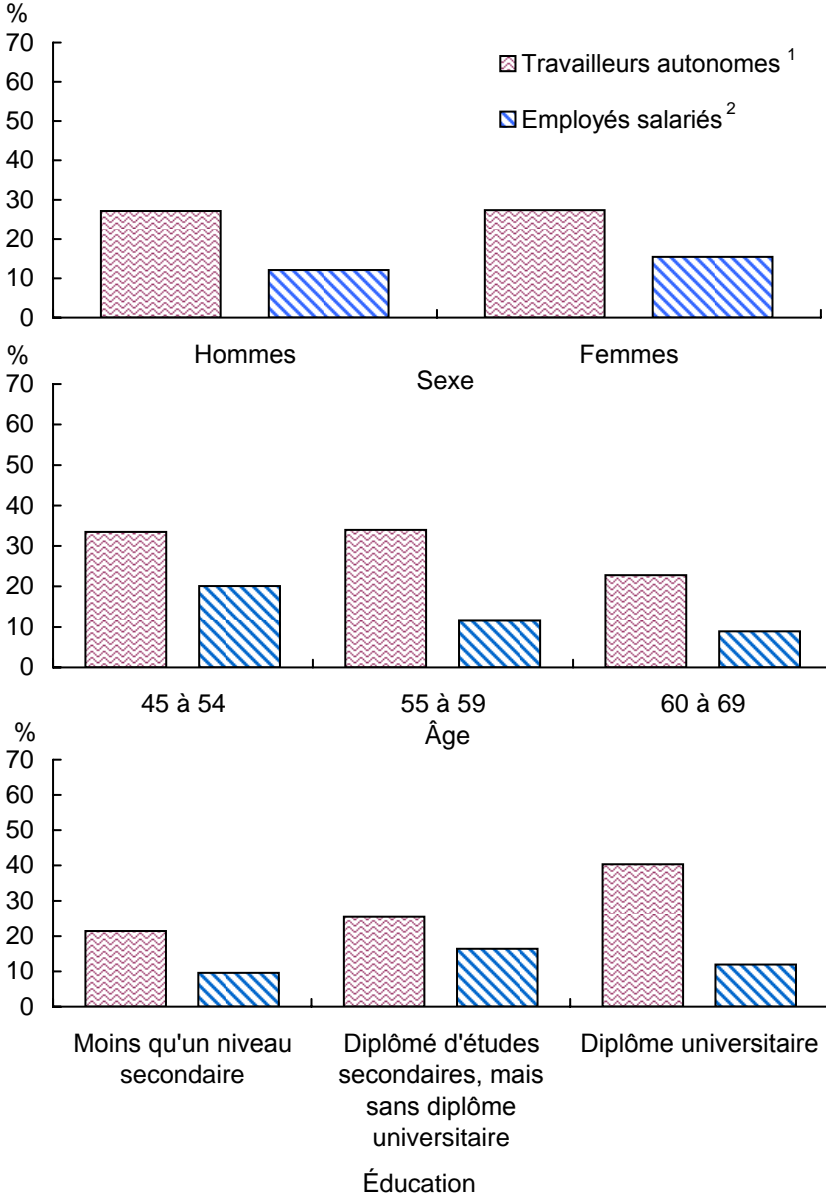 %
70
60
50
40
30
20
10
0
Travailleurs autonomes 1
Employés salariés 2
Hommes Femmes
Sexe
%
70
60
50
40
30
20
10
0
45 à 54 55 à 59 60 à 69
Âge
%
70
60
50
40
30
20
10
0
Moins qu'un niveau
secondaire
Diplômé d'études
secondaires, mais
sans diplôme
universitaire
Diplôme universitaire
Éducation